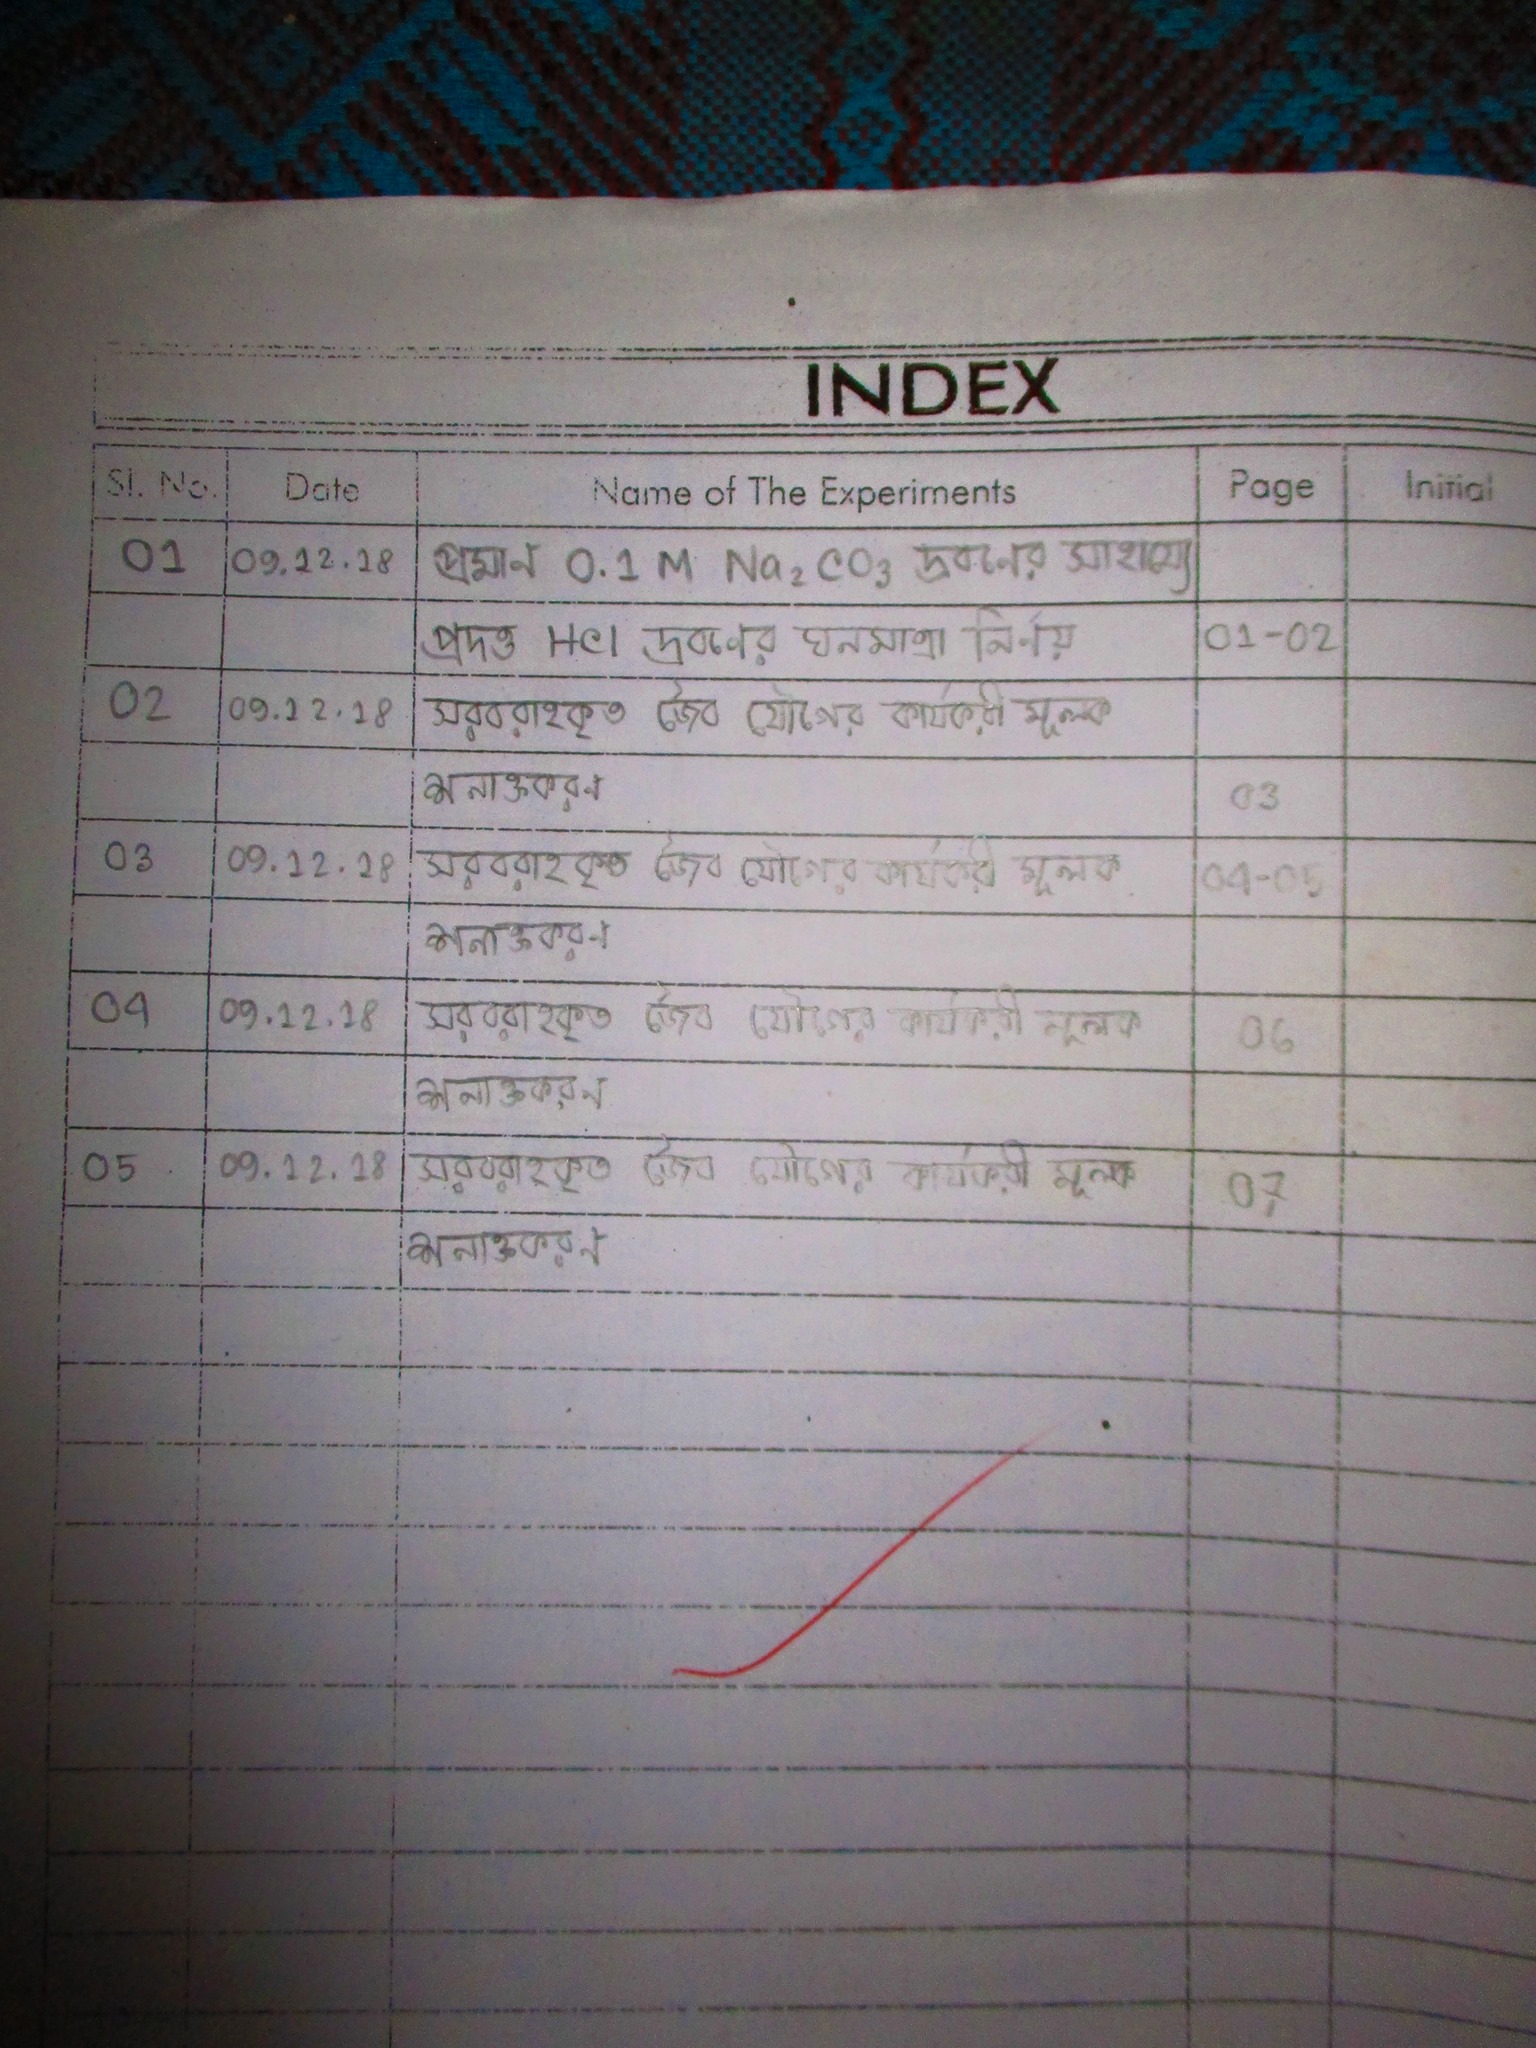 INDEX
Sl. No. Date Name of The Experiments Page Initial
01 09.12.18 প্রমান 0.1 M Na₂CO₃ দ্রবণের সাহায্যে
প্রদত্ত HCl দ্রবণের ঘনমাত্রা নির্ণয় 01-02
02 09.12.18 সরবরাহকৃত জৈব যৌগের কার্যকরী মূলক
শনাক্তকরণ 03
03 09.12.18 সরবরাহকৃত জৈব যৌগের কার্যকরী মূলক 04-05
শনাক্তকরণ
04 09.12.18 সরবরাহকৃত জৈব যৌগের কার্যকরী মূলক 06
শনাক্তকরণ
05 09.12.18 সরবরাহকৃত জৈব যৌগের কার্যকরী মূলক 07
শনাক্তকরণ